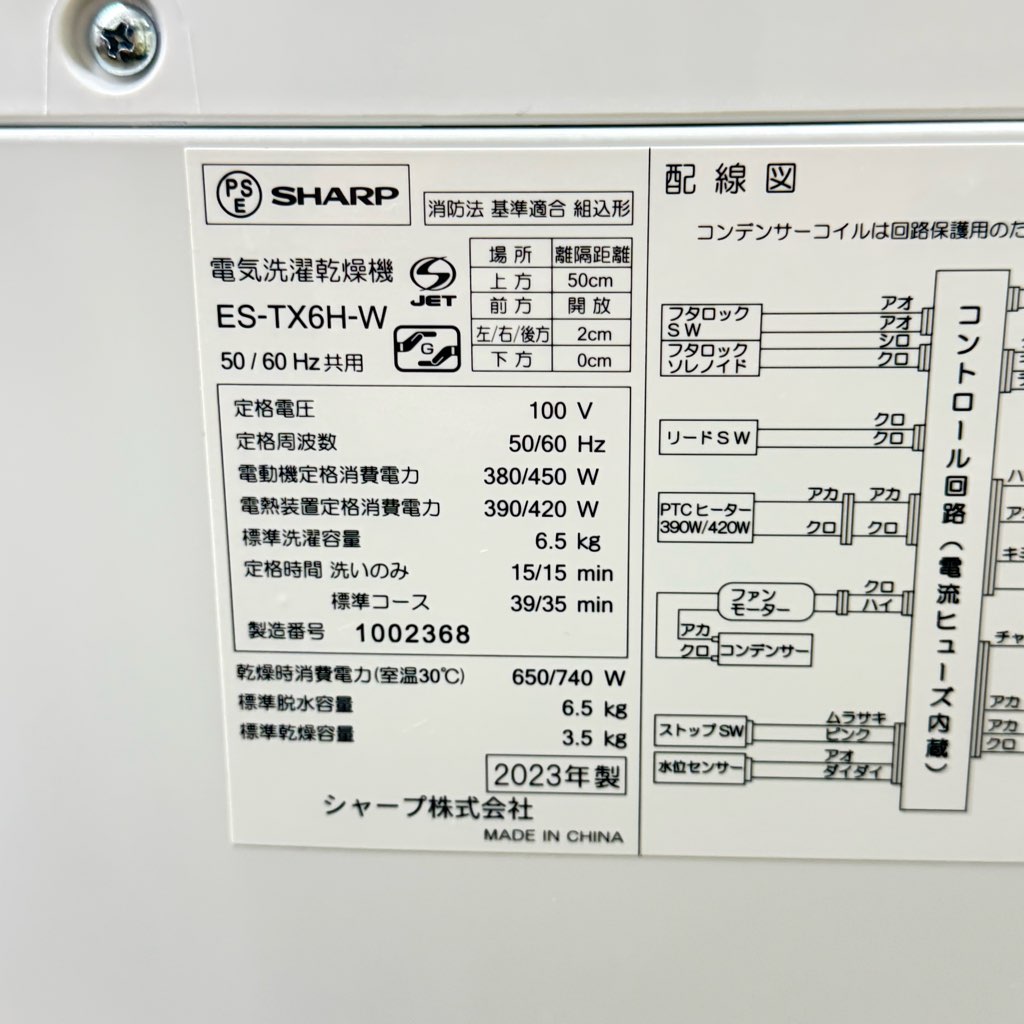 PSE SHARP
消防法 基準適合 組込形
電気洗濯乾燥機
S JET
ES-TX6H-W
G
50/60 Hz共用
場所 離隔距離
上方 50cm
前方 開放
左/右/後方 2cm
下方 0cm
定格電圧 100 V
定格周波数 50/60 Hz
電動機定格消費電力 380/450 W
電熱装置定格消費電力 390/420 W
標準洗濯容量 6.5 kg
定格時間 洗いのみ 15/15 min
標準コース 39/35 min
製造番号 1002368
乾燥時消費電力(室温30℃) 650/740 W
標準脱水容量 6.5 kg
標準乾燥容量 3.5 kg
2023年製
シャープ株式会社
MADE IN CHINA
配線図
コンデンサーコイルは回路保護用のた
フタロック
SW
アオ
アオ
フタロック
ソレノイド
シロ
クロ
リードSW
クロ
クロ
PTCヒーター
390W/420W
アカ アカ
クロ クロ
ファン
モーター
クロ
ハイ
アカ
クロ
コンデンサー
ストップSW
ムラサキ
ピンク
水位センサー
アオ
ダイダイ
コントロール回路(電流ヒューズ内蔵)
チャ
アカ
アカ
クロ